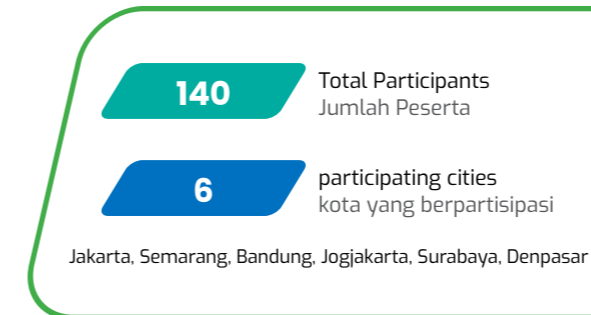 140
Total Participants
Jumlah Peserta
6
participating cities
kota yang berpartisipasi
Jakarta, Semarang, Bandung, Jogjakarta, Surabaya, Denpasar